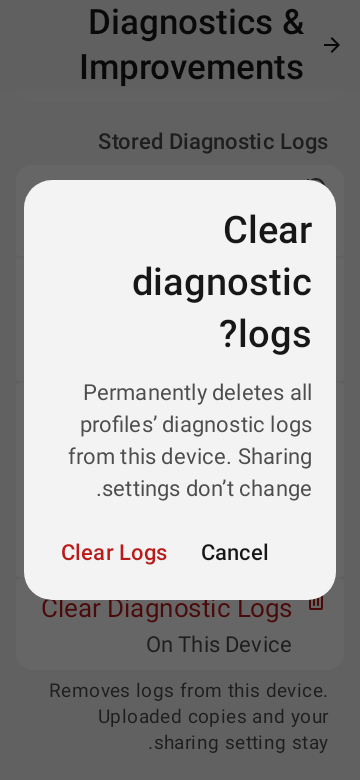 Diagnostics &
Improvements
Stored Diagnostic Logs
Clear
diagnostic
?logs
Permanently deletes all
profiles’ diagnostic logs
from this device. Sharing
.settings don’t change
Clear Logs
Cancel
Clear Diagnostic Logs
On This Device
Removes logs from this device.
Uploaded copies and your
.sharing setting stay